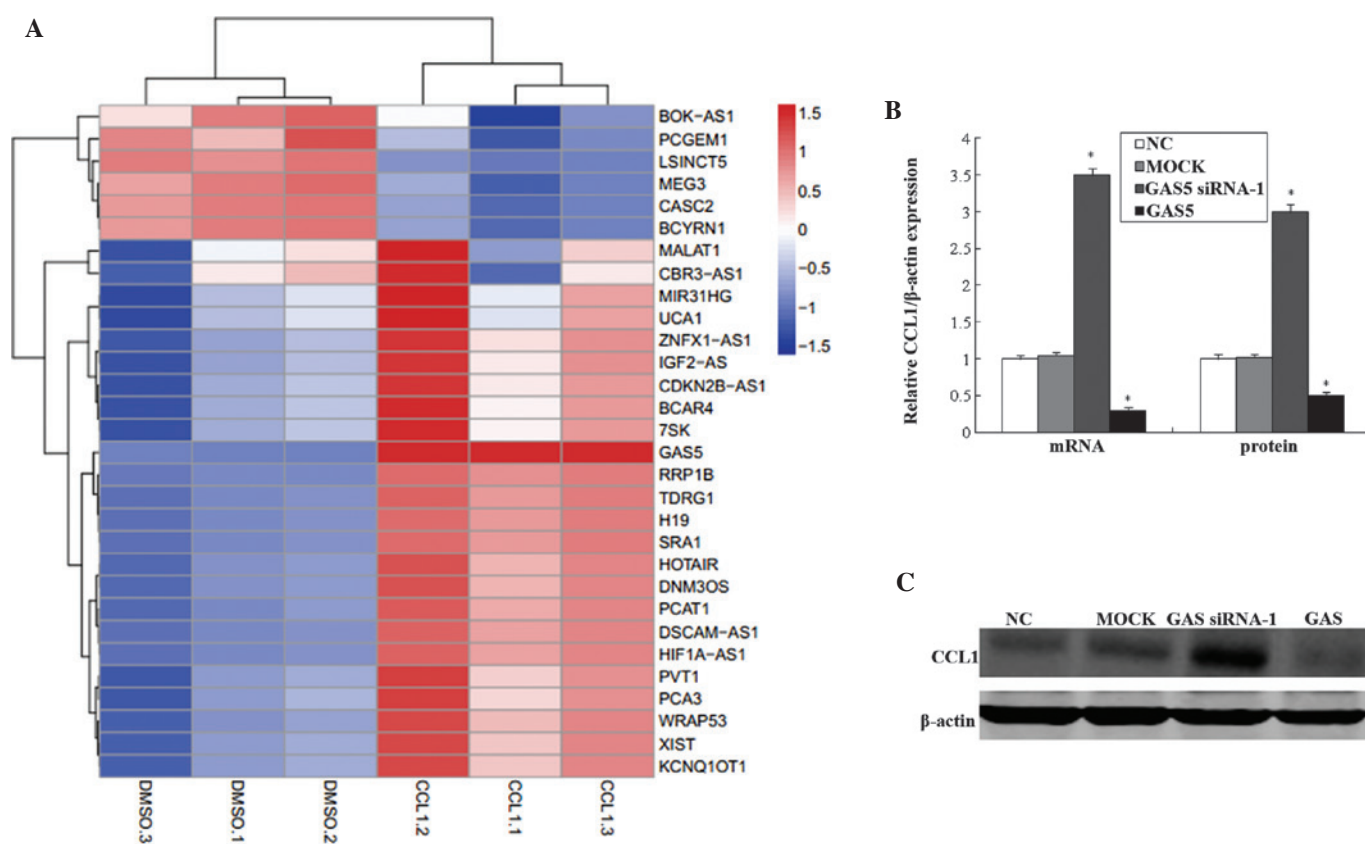 A
BOK-AS1
PCGEM1
LSINCT5
MEG3
CASC2
BCYRN1
MALAT1
CBR3-AS1
MIR31HG
UCA1
ZNFX1-AS1
IGF2-AS
CDKN2B-AS1
BCAR4
7SK
GAS5
RRP1B
TDRG1
H19
SRA1
HOTAIR
DNM3OS
PCAT1
DSCAM-AS1
HIF1A-AS1
PVT1
PCA3
WRAP53
XIST
KCNQ1OT1
1.5
1
0.5
0
-0.5
-1
-1.5
DMSO.3
DMSO.1
DMSO.2
CCL1.2
CCL1.1
CCL1.3
B
Relative CCL1/β-actin expression
4
3.5
3
2.5
2
1.5
1
0.5
0
NC
MOCK
GAS5 siRNA-1
GAS5
*
*
*
*
mRNA protein
C
NC MOCK GAS siRNA-1 GAS
CCL1
β-actin